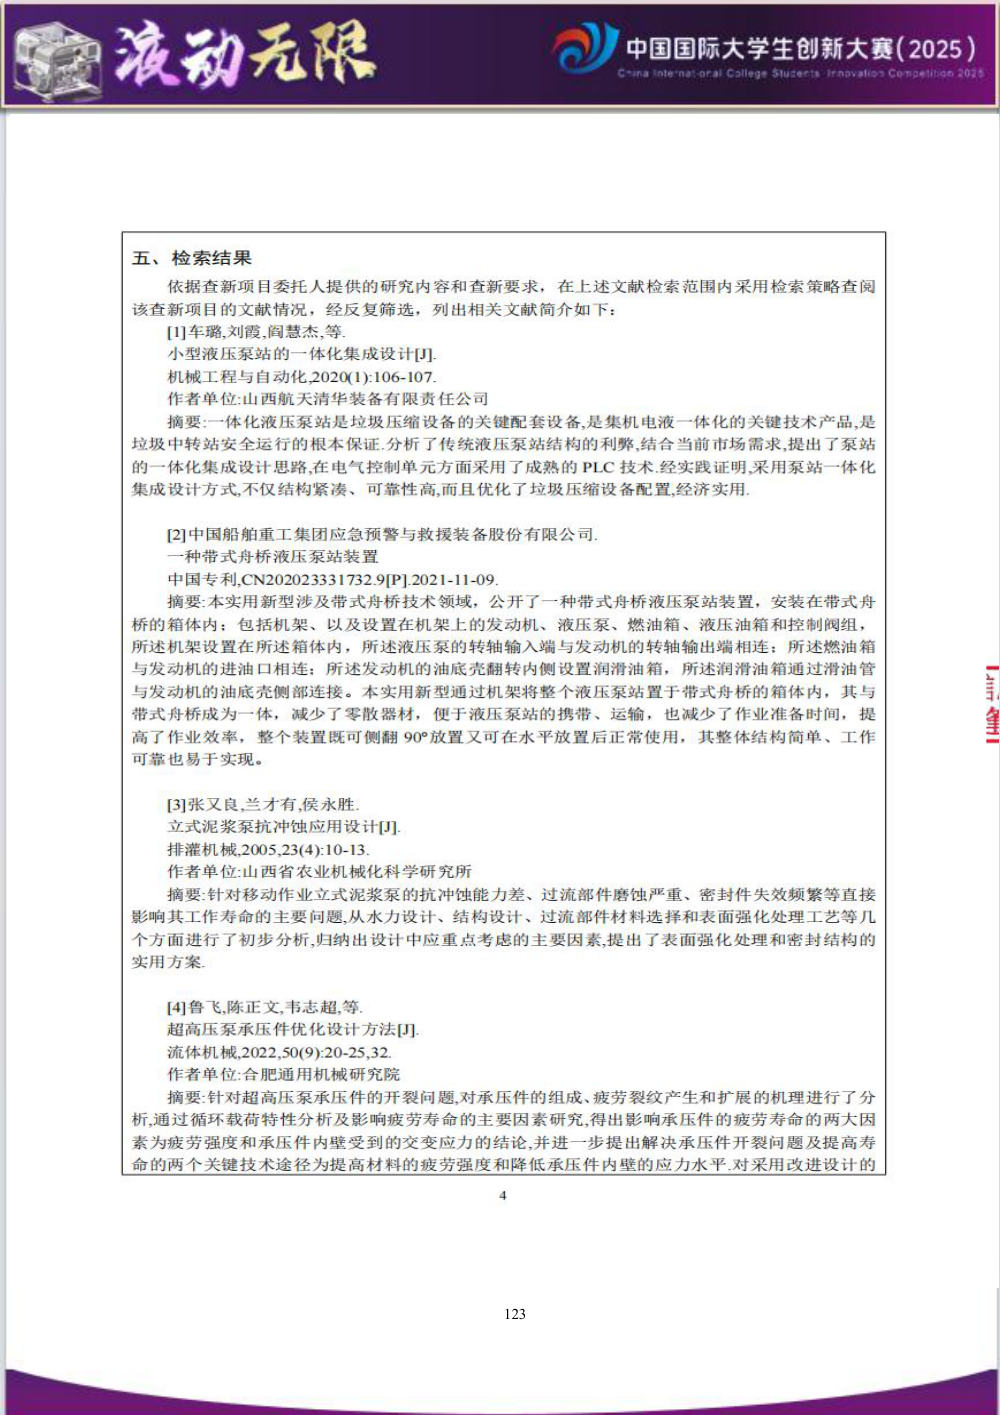 液动无限
中国国际大学生创新大赛(2025)
China International College Students' Innovation Competition 2025
五、检索结果
依据查新项目委托人提供的研究内容和查新要求，在上述文献检索范围内采用检索策略查阅
该查新项目的文献情况，经反复筛选，列出相关文献简介如下：
[1]车璐,刘霞,阎慧杰,等.
小型液压泵站的一体化集成设计[J].
机械工程与自动化,2020(1):106-107.
作者单位:山西航天清华装备有限责任公司
摘要:一体化液压泵站是垃圾压缩设备的关键配套设备,是集机电液一体化的关键技术产品,是
垃圾中转站安全运行的根本保证.分析了传统液压泵站结构的利弊,结合当前市场需求,提出了泵站
的一体化集成设计思路,在电气控制单元方面采用了成熟的 PLC 技术.经实践证明,采用泵站一体化
集成设计方式,不仅结构紧凑、可靠性高,而且优化了垃圾压缩设备配置,经济实用.
[2]中国船舶重工集团应急预警与救援装备股份有限公司.
一种带式舟桥液压泵站装置
中国专利,CN202023331732.9[P].2021-11-09.
摘要:本实用新型涉及带式舟桥技术领域，公开了一种带式舟桥液压泵站装置，安装在带式舟
桥的箱体内；包括机架、以及设置在机架上的发动机、液压泵、燃油箱、液压油箱和控制阀组，
所述机架设置在所述箱体内，所述液压泵的转轴输入端与发动机的转轴输出端相连；所述燃油箱
与发动机的进油口相连；所述发动机的油底壳翻转内侧设置润滑油箱，所述润滑油箱通过滑油管
与发动机的油底壳侧部连接。本实用新型通过机架将整个液压泵站置于带式舟桥的箱体内，其与
带式舟桥成为一体，减少了零散器材，便于液压泵站的携带、运输，也减少了作业准备时间，提
高了作业效率，整个装置既可侧翻 90°放置又可在水平放置后正常使用，其整体结构简单、工作
可靠也易于实现。
[3]张又良,兰才有,侯永胜.
立式泥浆泵抗冲蚀应用设计[J].
排灌机械,2005,23(4):10-13.
作者单位:山西省农业机械化科学研究所
摘要:针对移动作业立式泥浆泵的抗冲蚀能力差、过流部件磨蚀严重、密封件失效频繁等直接
影响其工作寿命的主要问题,从水力设计、结构设计、过流部件材料选择和表面强化处理工艺等几
个方面进行了初步分析,归纳出设计中应重点考虑的主要因素,提出了表面强化处理和密封结构的
实用方案.
[4]鲁飞,陈正文,韦志超,等.
超高压泵承压件优化设计方法[J].
流体机械,2022,50(9):20-25,32.
作者单位:合肥通用机械研究院
摘要:针对超高压泵承压件的开裂问题,对承压件的组成、疲劳裂纹产生和扩展的机理进行了分
析,通过循环载荷特性分析及影响疲劳寿命的主要因素研究,得出影响承压件的疲劳寿命的两大因
素为疲劳强度和承压件内壁受到的交变应力的结论,并进一步提出解决承压件开裂问题及提高寿
命的两个关键技术途径为提高材料的疲劳强度和降低承压件内壁的应力水平.对采用改进设计的
4
123